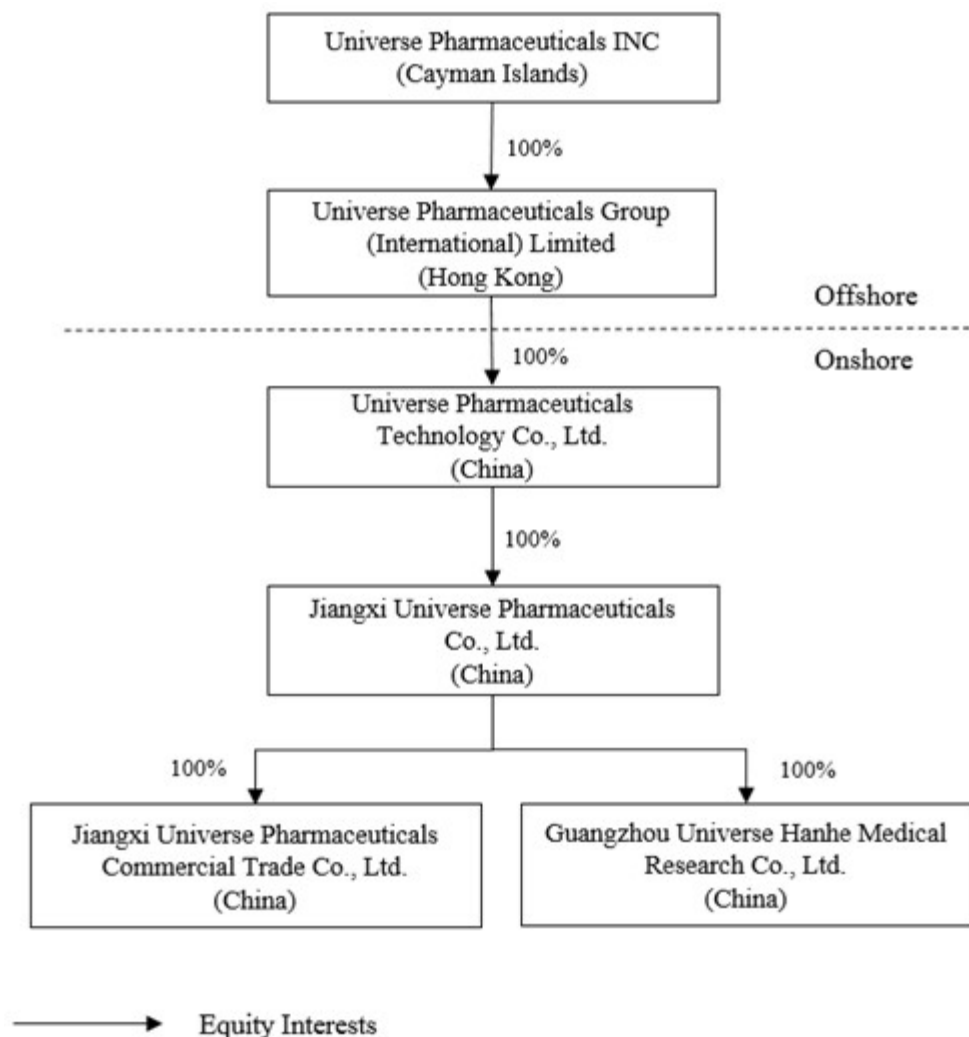 Universe Pharmaceuticals INC
(Cayman Islands)
100%
Universe Pharmaceuticals Group
(International) Limited
(Hong Kong)
Offshore
Onshore
100%
Universe Pharmaceuticals
Technology Co., Ltd.
(China)
100%
Jiangxi Universe Pharmaceuticals
Co., Ltd.
(China)
100%
100%
Jiangxi Universe Pharmaceuticals
Commercial Trade Co., Ltd.
(China)
Guangzhou Universe Hanhe Medical
Research Co., Ltd.
(China)
Equity Interests